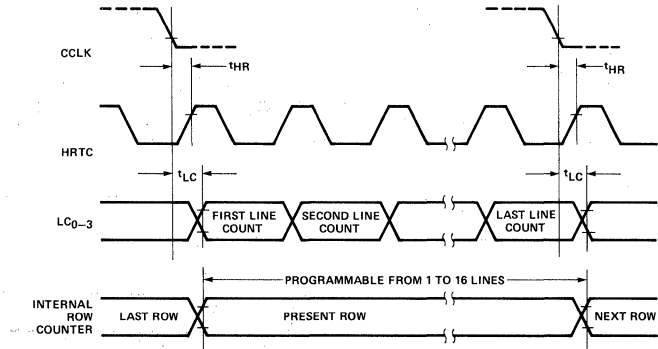 CCLK
tHR
tHR
HRTC
tLC
tLC
LC0–3
FIRST LINE COUNT
SECOND LINE COUNT
LAST LINE COUNT
PROGRAMMABLE FROM 1 TO 16 LINES
INTERNAL
ROW
COUNTER
LAST ROW
PRESENT ROW
NEXT ROW